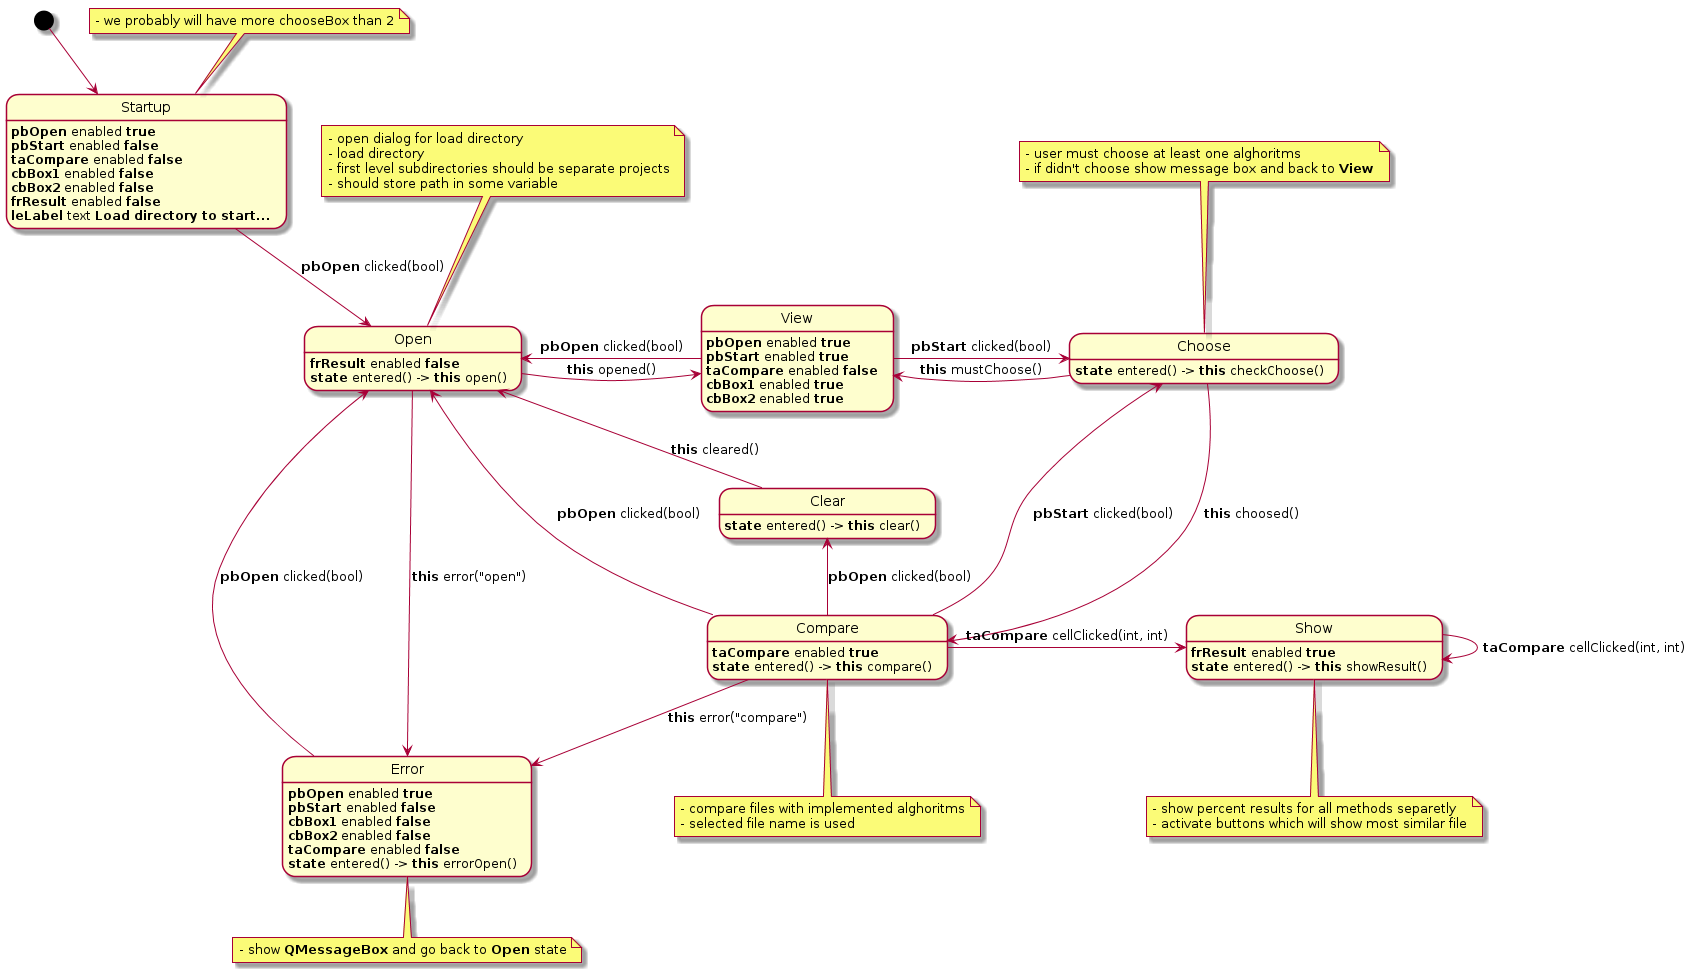 - we probably will have more chooseBox than 2
Startup
pbOpen enabled true
pbStart enabled false
taCompare enabled false
cbBox1 enabled false
cbBox2 enabled false
frResult enabled false
leLabel text Load directory to start...
- open dialog for load directory
- load directory
- first level subdirectories should be separate projects
- should store path in some variable
- user must choose at least one alghoritms
- if didn't choose show message box and back to View
pbOpen clicked(bool)
Open
frResult enabled false
state entered() -> this open()
pbOpen clicked(bool)
this opened()
View
pbOpen enabled true
pbStart enabled true
taCompare enabled false
cbBox1 enabled true
cbBox2 enabled true
pbStart clicked(bool)
this mustChoose()
Choose
state entered() -> this checkChoose()
this cleared()
Clear
state entered() -> this clear()
pbOpen clicked(bool)
pbStart clicked(bool)
this choosed()
pbOpen clicked(bool)
this error("open")
pbOpen clicked(bool)
Compare
taCompare enabled true
state entered() -> this compare()
taCompare cellClicked(int, int)
Show
frResult enabled true
state entered() -> this showResult()
taCompare cellClicked(int, int)
this error("compare")
Error
pbOpen enabled true
pbStart enabled false
cbBox1 enabled false
cbBox2 enabled false
taCompare enabled false
state entered() -> this errorOpen()
- compare files with implemented alghoritms
- selected file name is used
- show percent results for all methods separetly
- activate buttons which will show most similar file
- show QMessageBox and go back to Open state